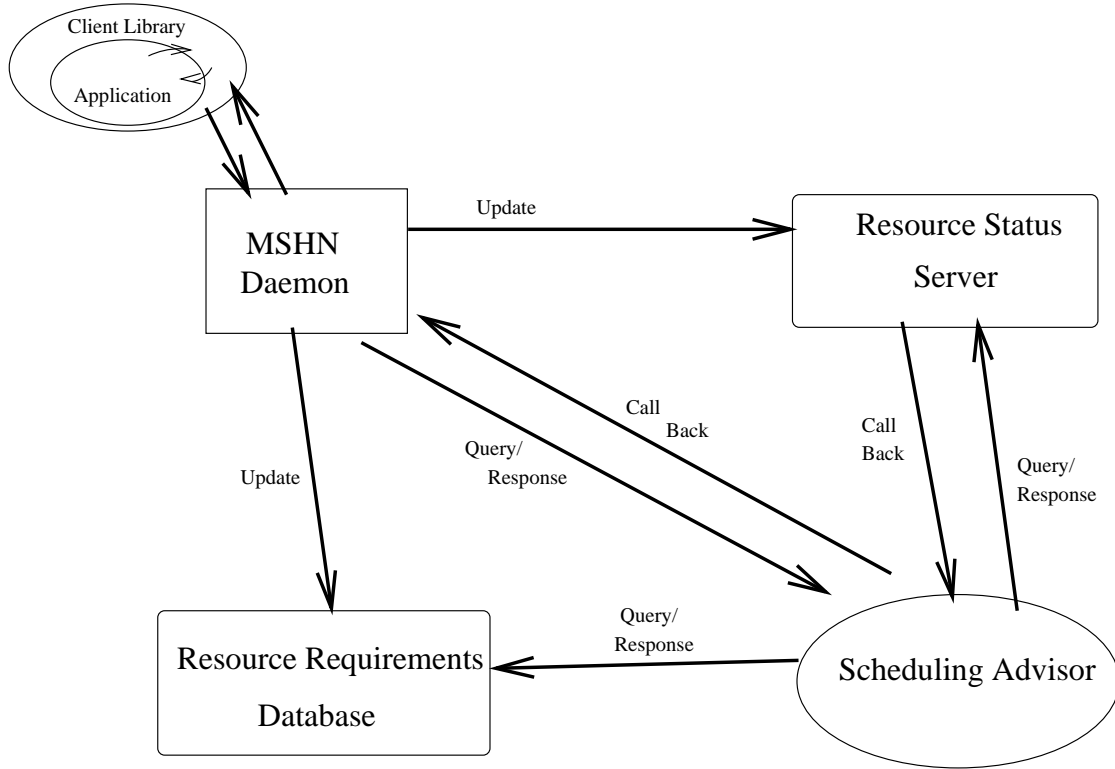 Client Library
Application
MSHN
Daemon
Update
Resource Status
Server
Call
Back
Query/
Response
Update
Call
Back
Query/
Response
Query/
Response
Resource Requirements
Database
Scheduling Advisor